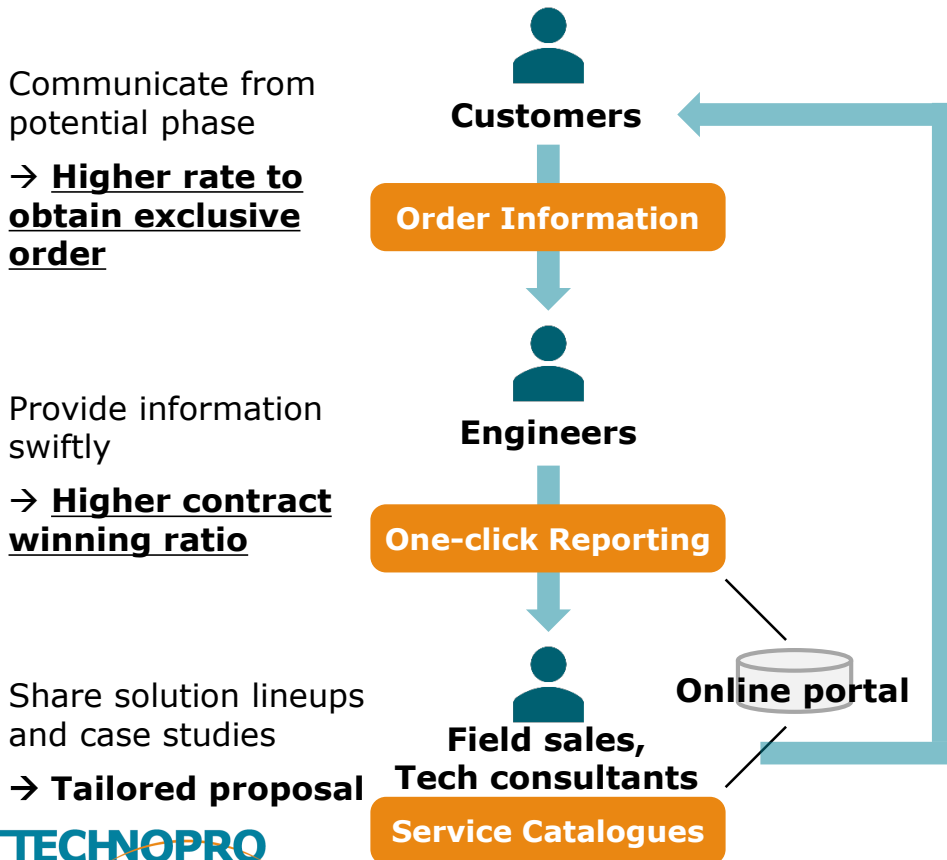 Communicate from
potential phase
→ Higher rate to
obtain exclusive
order
Customers
Order Information
Provide information
swiftly
→ Higher contract
winning ratio
Engineers
One-click Reporting
Share solution lineups
and case studies
→ Tailored proposal
Online portal
Field sales,
Tech consultants
Service Catalogues
TECHNOPRO